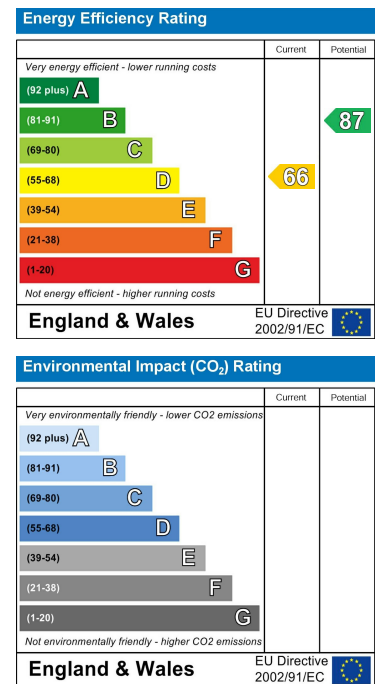 Energy Efficiency Rating
Current Potential
Very energy efficient - lower running costs
(92 plus) A
(81-91) B 87
(69-80) C
(55-68) D 66
(39-54) E
(21-38) F
(1-20) G
Not energy efficient - higher running costs
England & Wales EU Directive
2002/91/EC
Environmental Impact (CO₂) Rating
Current Potential
Very environmentally friendly - lower CO2 emissions
(92 plus) A
(81-91) B
(69-80) C
(55-68) D
(39-54) E
(21-38) F
(1-20) G
Not environmentally friendly - higher CO2 emissions
England & Wales EU Directive
2002/91/EC